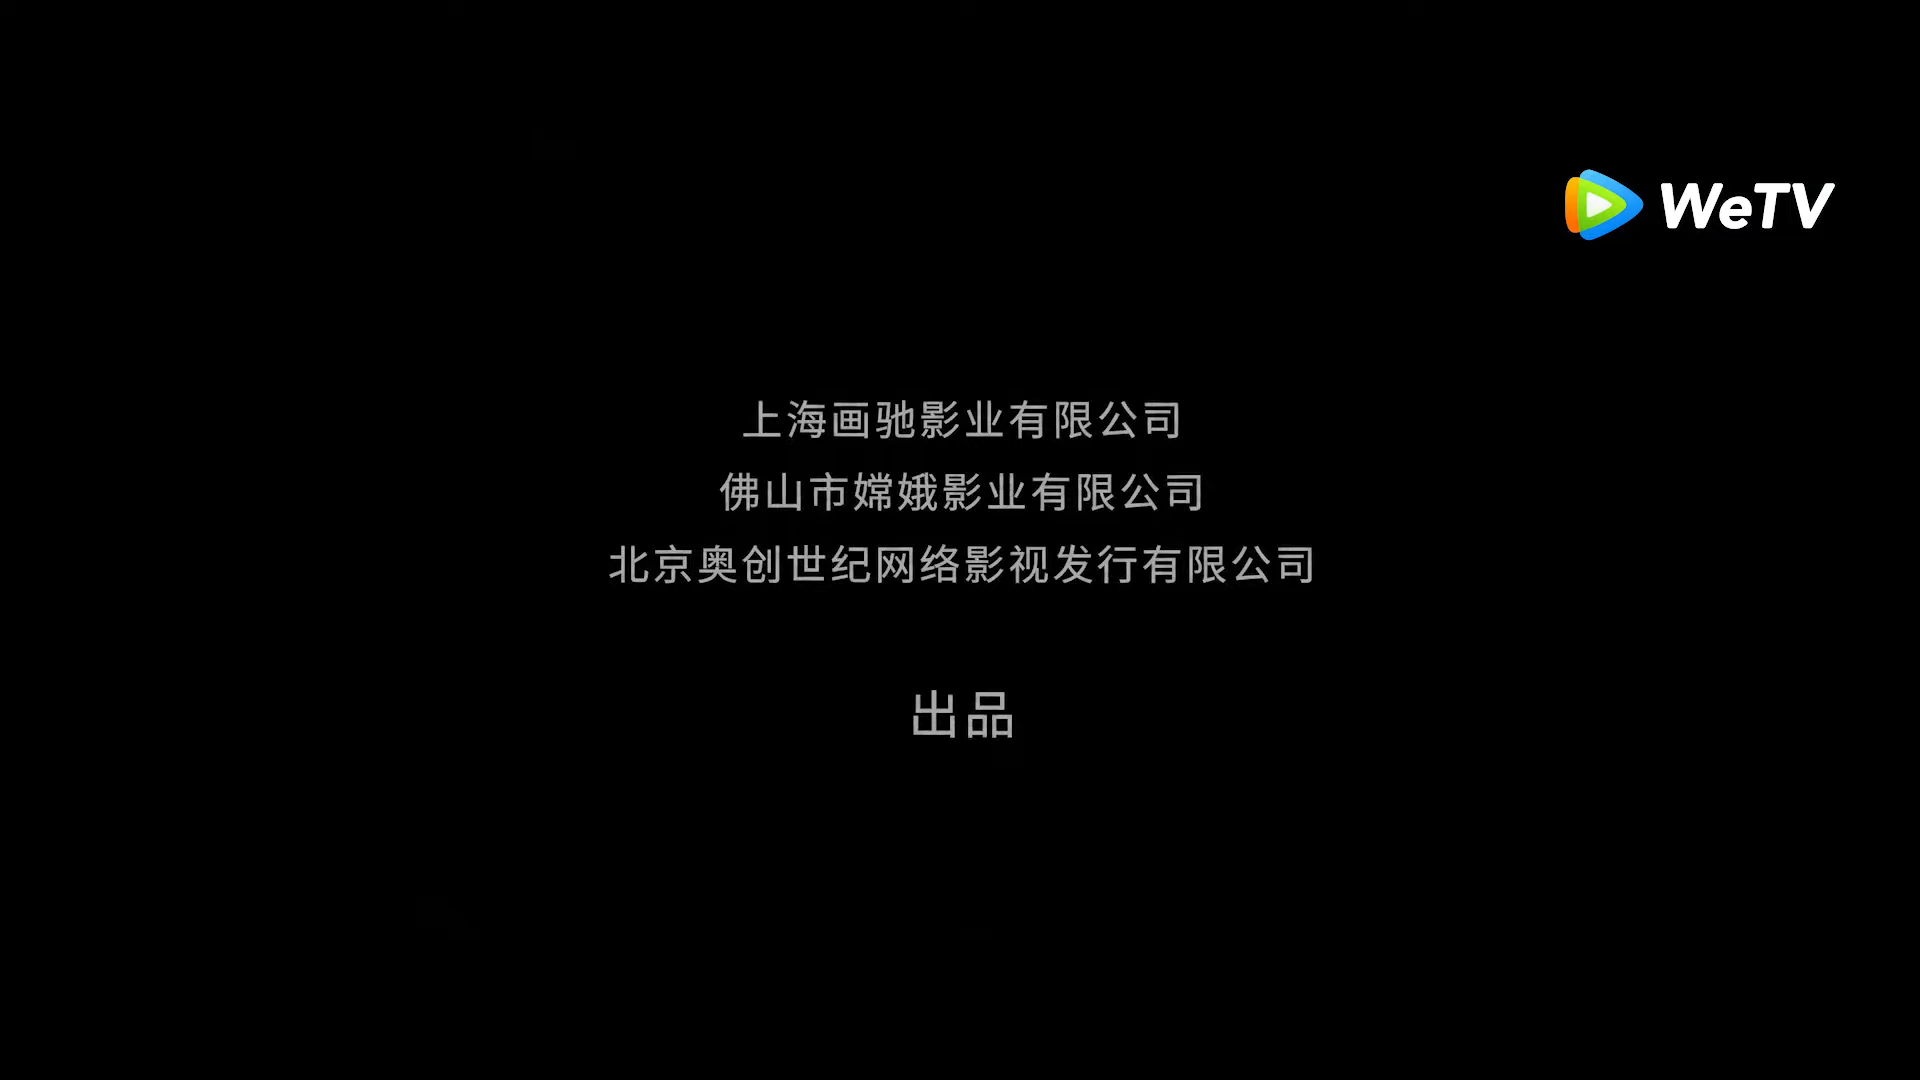 WeTV
上海画驰影业有限公司
佛山市嫦娥影业有限公司
北京奥创世纪网络影视发行有限公司
出品